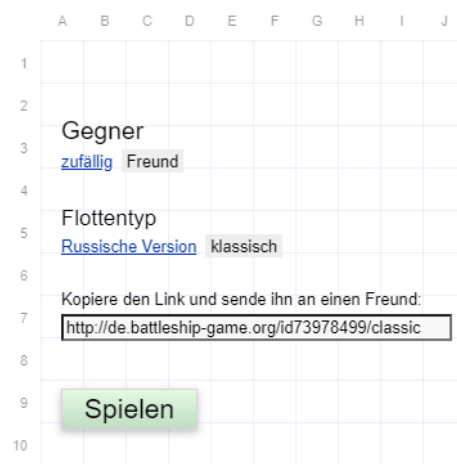 A B C D E F G H I J
1
2
Gegner
3
zufällig Freund
4
Flottentyp
5
Russische Version klassisch
6
Kopiere den Link und sende ihn an einen Freund:
7
http://de.battleship-game.org/id73978499/classic
8
9
Spielen
10